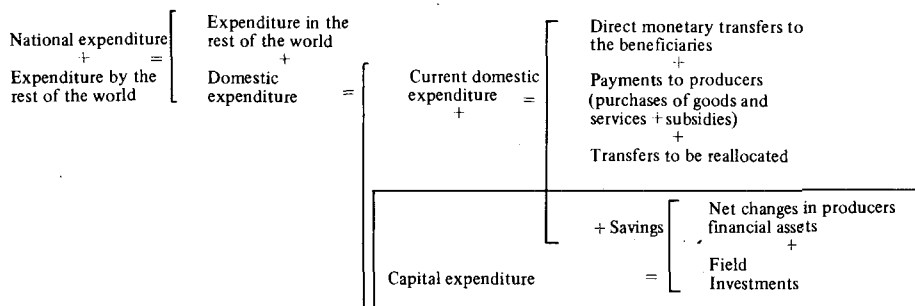 National expenditure
+
Expenditure by the
rest of the world
=
Expenditure in the
rest of the world
+
Domestic
expenditure
=
Current domestic
expenditure
+
=
Direct monetary transfers to
the beneficiaries
+
Payments to producers
(purchases of goods and
services + subsidies)
+
Transfers to be reallocated
+ Savings
Net changes in producers
financial assets
+
Capital expenditure
=
Field
Investments